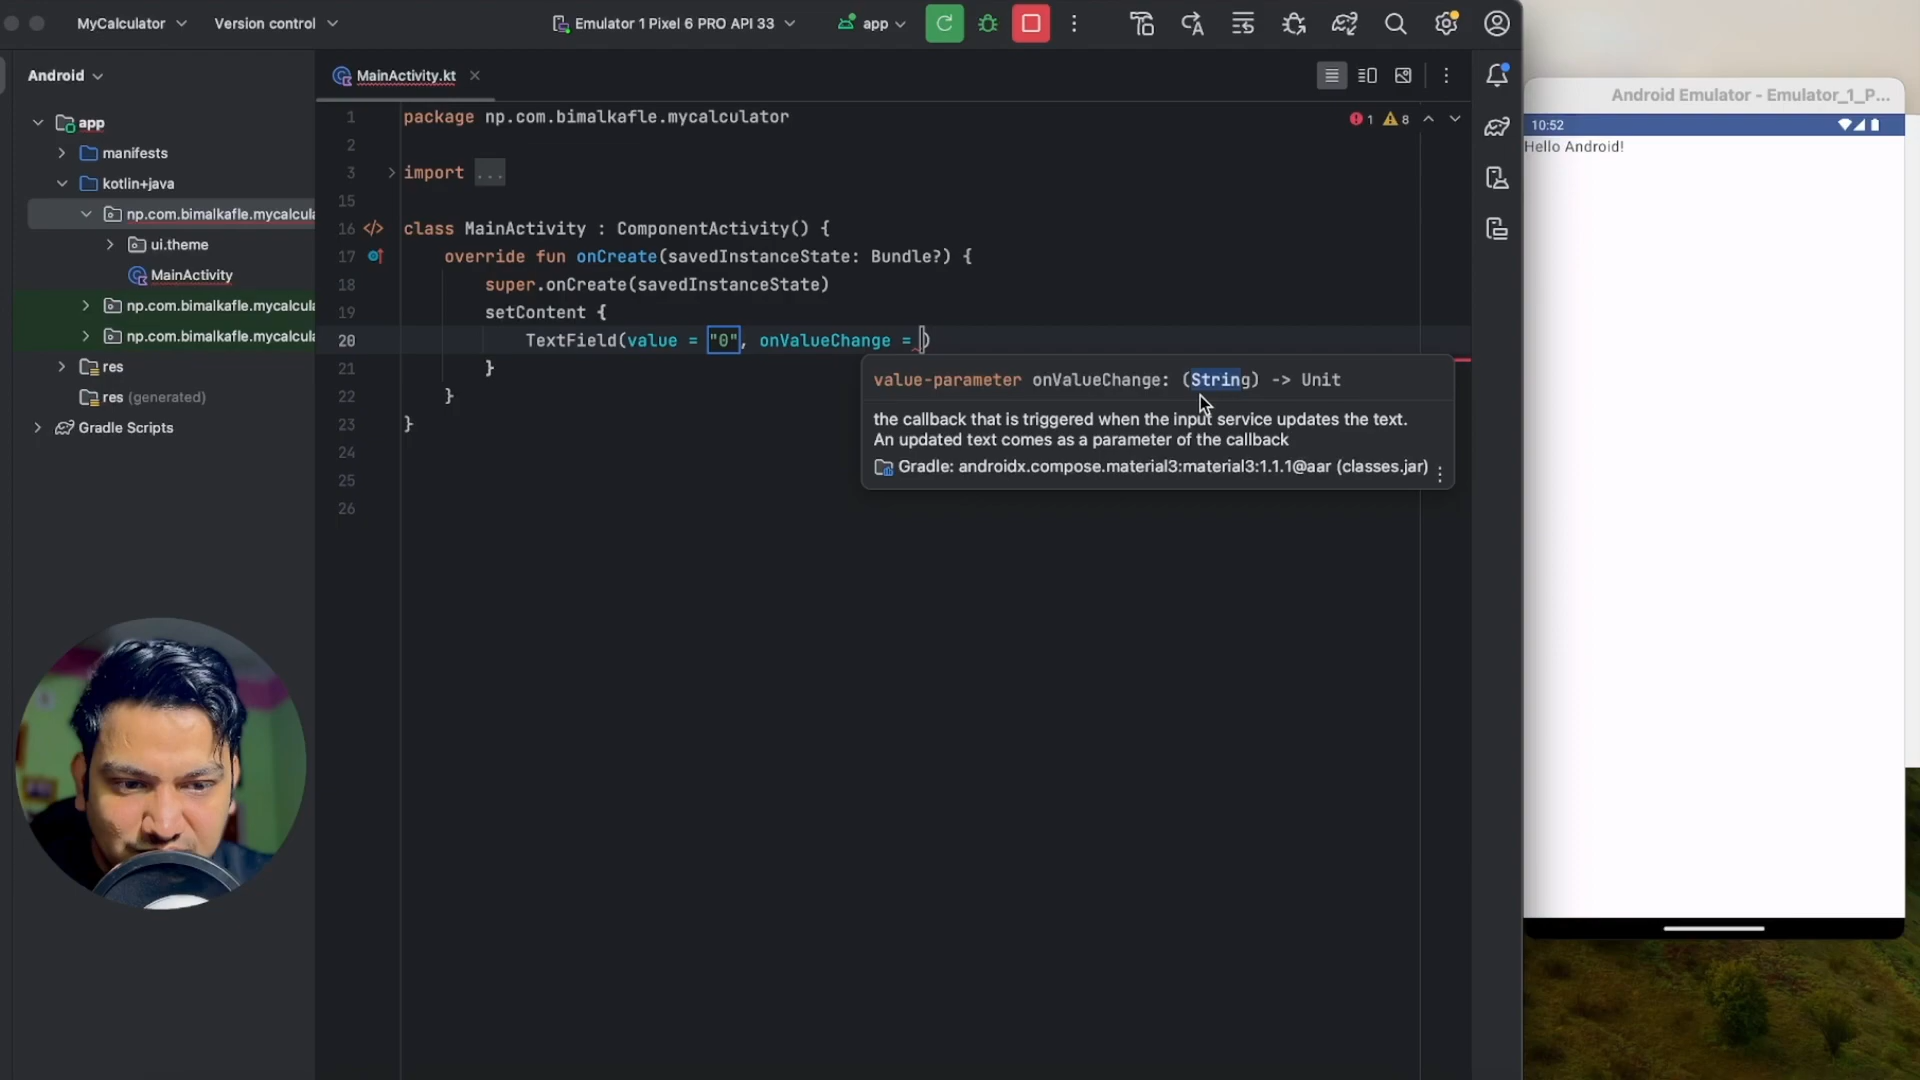 MyCalculator
Version control
Emulator 1 Pixel 6 PRO API 33
app
Android
MainActivity.kt
Android Emulator - Emulator_1_P...
app
manifests
kotlin+java
np.com.bimalkafle.mycalcula
ui.theme
MainActivity
np.com.bimalkafle.mycalcula
np.com.bimalkafle.mycalcula
res
res (generated)
Gradle Scripts
1 package np.com.bimalkafle.mycalculator
1 8
2
3 import ...
15
16 class MainActivity : ComponentActivity() {
17 override fun onCreate(savedInstanceState: Bundle?) {
18 super.onCreate(savedInstanceState)
19 setContent {
20 TextField(value = "0", onValueChange = )
21 }
22 }
23 }
24
25
26
value-parameter onValueChange: (String) -> Unit
the callback that is triggered when the input service updates the text.
An updated text comes as a parameter of the callback
Gradle: androidx.compose.material3:material3:1.1.1@aar (classes.jar)
10:52
Hello Android!